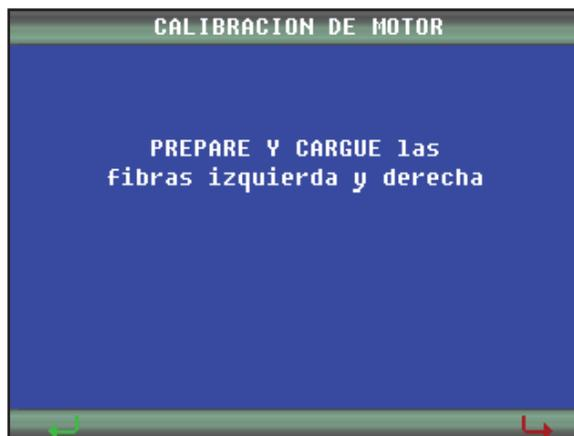 CALIBRACION DE MOTOR
PREPARE Y CARGUE las
fibras izquierda y derecha